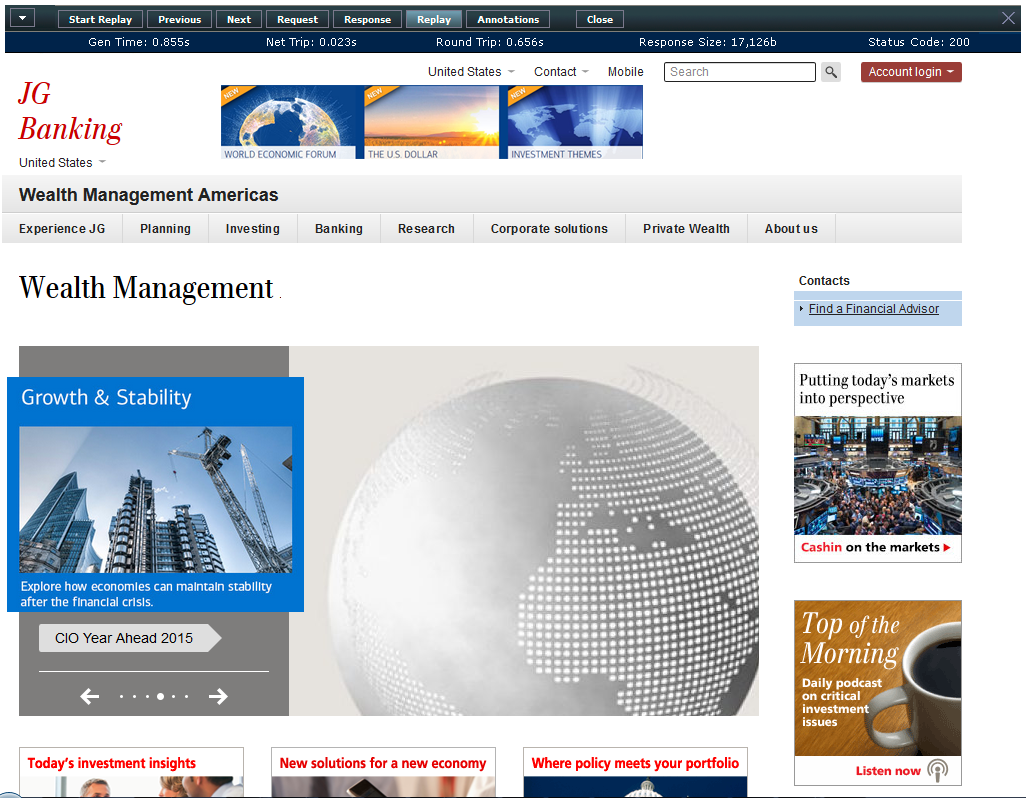 Start Replay Previous Next Request Response Replay Annotations Close
Gen Time: 0.855s Net Trip: 0.023s Round Trip: 0.656s Response Size: 17,126b Status Code: 200
United States Contact Mobile Search Account login
JG
Banking
NEW NEW NEW
WORLD ECONOMIC FORUM THE U.S. DOLLAR INVESTMENT THEMES
United States
Wealth Management Americas
Experience JG Planning Investing Banking Research Corporate solutions Private Wealth About us
Wealth Management .
Contacts
Find a Financial Advisor
Growth & Stability
Explore how economies can maintain stability
after the financial crisis.
CIO Year Ahead 2015
Putting today's markets
into perspective
NYSE
Cashin on the markets
Top of the
Morning
Daily podcast
on critical
investment
issues
Listen now
Today's investment insights
New solutions for a new economy
Where policy meets your portfolio